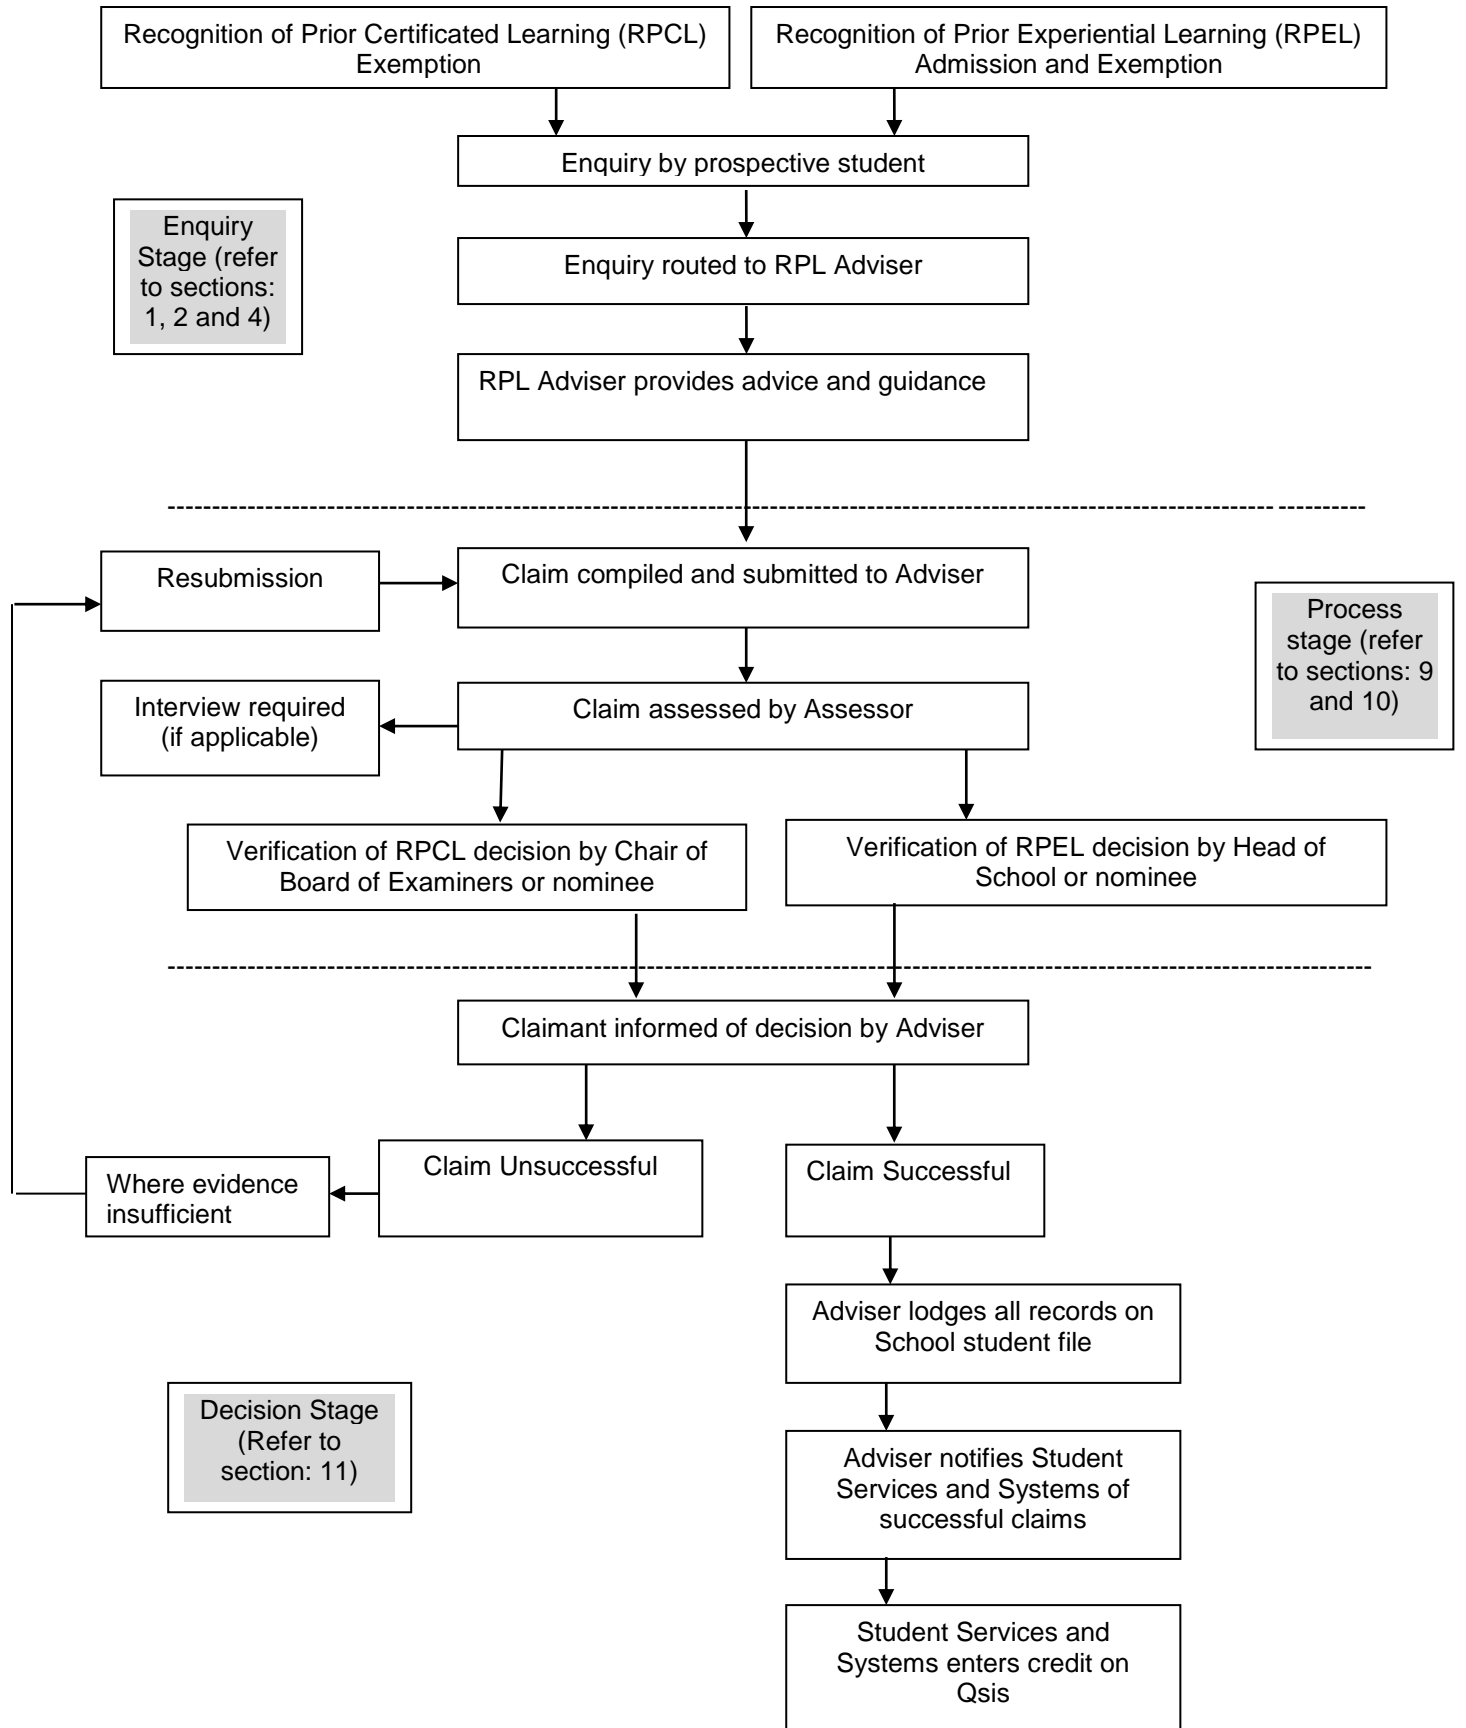 Recognition of Prior Certificated Learning (RPCL)
Exemption
Recognition of Prior Experiential Learning (RPEL)
Admission and Exemption
Enquiry by prospective student
Enquiry
Stage (refer
to sections:
1, 2 and 4)
Enquiry routed to RPL Adviser
RPL Adviser provides advice and guidance
Resubmission
Claim compiled and submitted to Adviser
Process
stage (refer
to sections: 9
and 10)
Interview required
(if applicable)
Claim assessed by Assessor
Verification of RPCL decision by Chair of
Board of Examiners or nominee
Verification of RPEL decision by Head of
School or nominee
Claimant informed of decision by Adviser
Where evidence
insufficient
Claim Unsuccessful
Claim Successful
Adviser lodges all records on
School student file
Decision Stage
(Refer to
section: 11)
Adviser notifies Student
Services and Systems of
successful claims
Student Services and
Systems enters credit on
Qsis